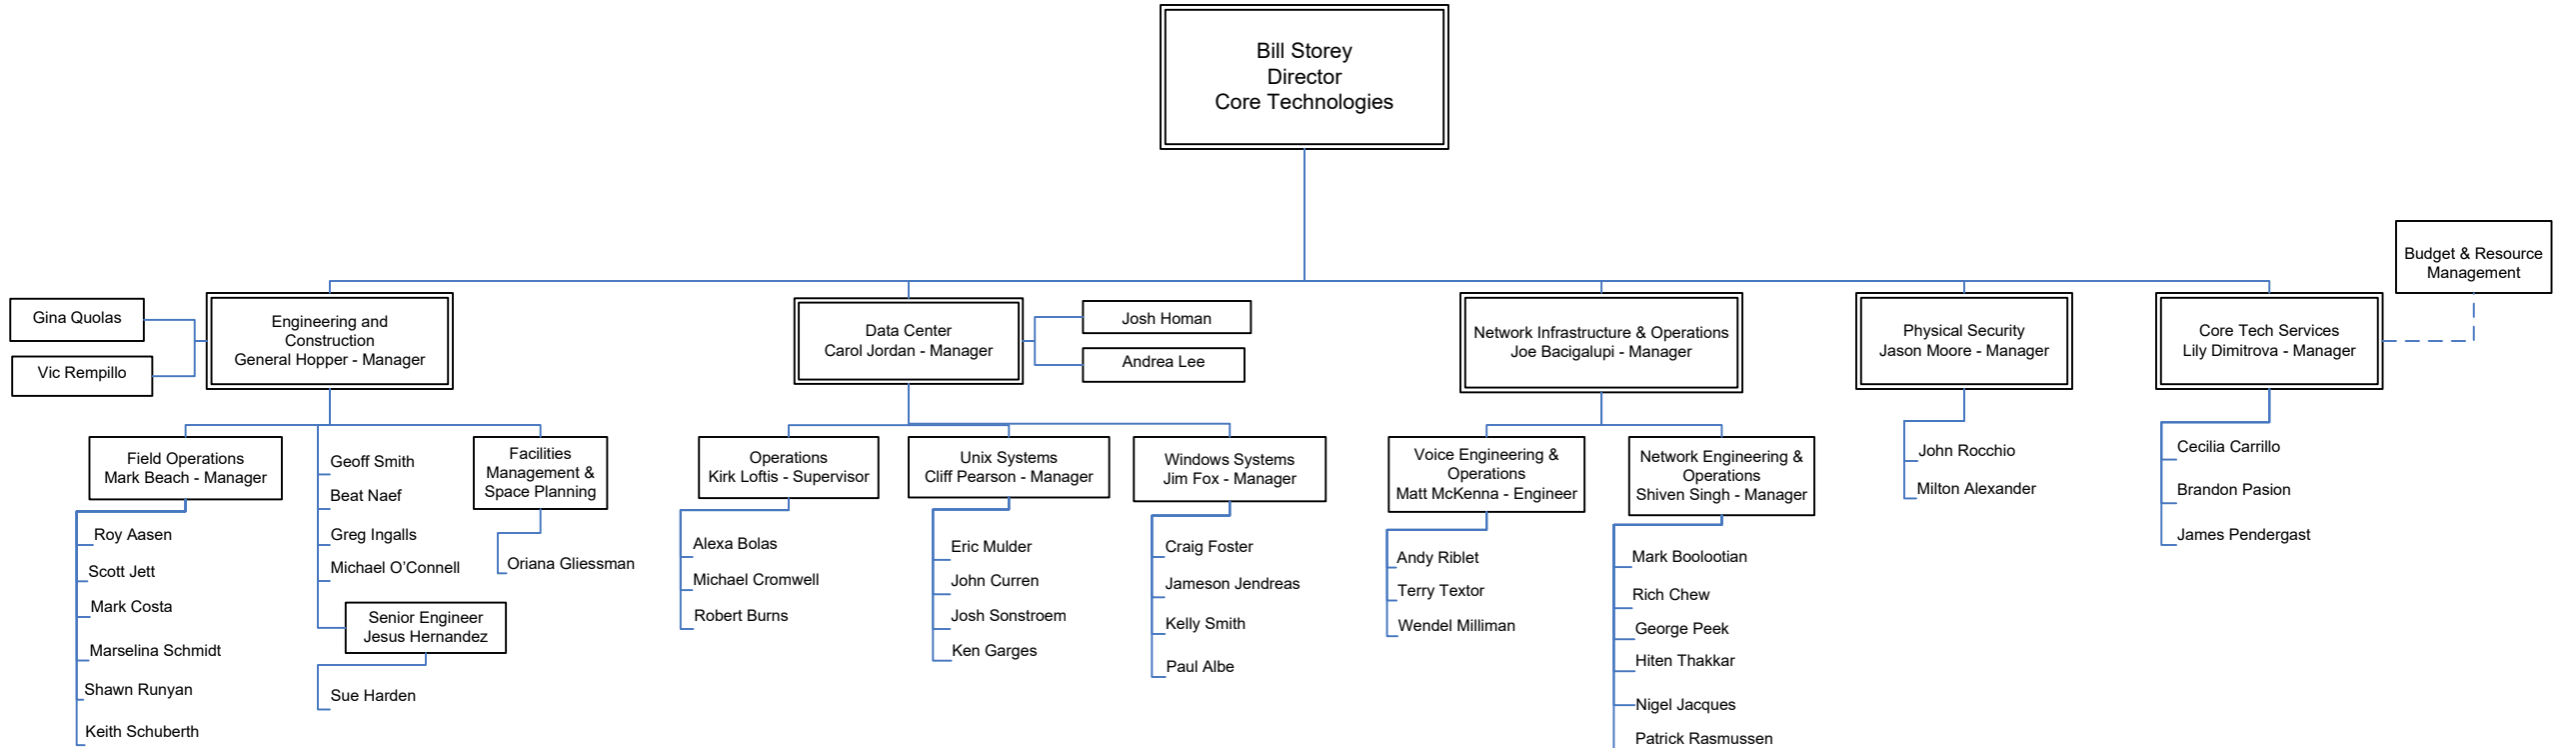 Bill Storey
Director
Core Technologies
Budget & Resource
Management
Gina Quolas
Vic Rempillo
Engineering and
Construction
General Hopper - Manager
Data Center
Carol Jordan - Manager
Josh Homan
Andrea Lee
Network Infrastructure & Operations
Joe Bacigalupi - Manager
Physical Security
Jason Moore - Manager
Core Tech Services
Lily Dimitrova - Manager
Field Operations
Mark Beach - Manager
Roy Aasen
Scott Jett
Mark Costa
Marselina Schmidt
Shawn Runyan
Keith Schuberth
Geoff Smith
Beat Naef
Greg Ingalls
Michael O’Connell
Senior Engineer
Jesus Hernandez
Sue Harden
Facilities
Management &
Space Planning
Oriana Gliessman
Operations
Kirk Loftis - Supervisor
Alexa Bolas
Michael Cromwell
Robert Burns
Unix Systems
Cliff Pearson - Manager
Eric Mulder
John Curren
Josh Sonstroem
Ken Garges
Windows Systems
Jim Fox - Manager
Craig Foster
Jameson Jendreas
Kelly Smith
Paul Albe
Voice Engineering &
Operations
Matt McKenna - Engineer
Andy Riblet
Terry Textor
Wendel Milliman
Network Engineering &
Operations
Shiven Singh - Manager
Mark Boolootian
Rich Chew
George Peek
Hiten Thakkar
Nigel Jacques
Patrick Rasmussen
John Rocchio
Milton Alexander
Cecilia Carrillo
Brandon Pasion
James Pendergast